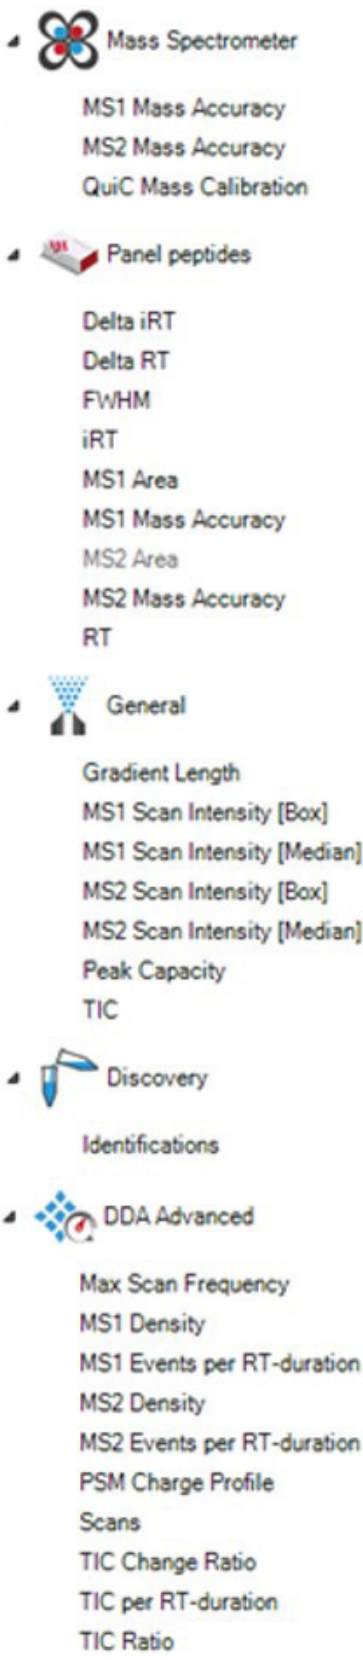 Mass Spectrometer
MS1 Mass Accuracy
MS2 Mass Accuracy
QuiC Mass Calibration
Panel peptides
Delta iRT
Delta RT
FWHM
iRT
MS1 Area
MS1 Mass Accuracy
MS2 Area
MS2 Mass Accuracy
RT
General
Gradient Length
MS1 Scan Intensity [Box]
MS1 Scan Intensity [Median]
MS2 Scan Intensity [Box]
MS2 Scan Intensity [Median]
Peak Capacity
TIC
Discovery
Identifications
DDA Advanced
Max Scan Frequency
MS1 Density
MS1 Events per RT-duration
MS2 Density
MS2 Events per RT-duration
PSM Charge Profile
Scans
TIC Change Ratio
TIC per RT-duration
TIC Ratio